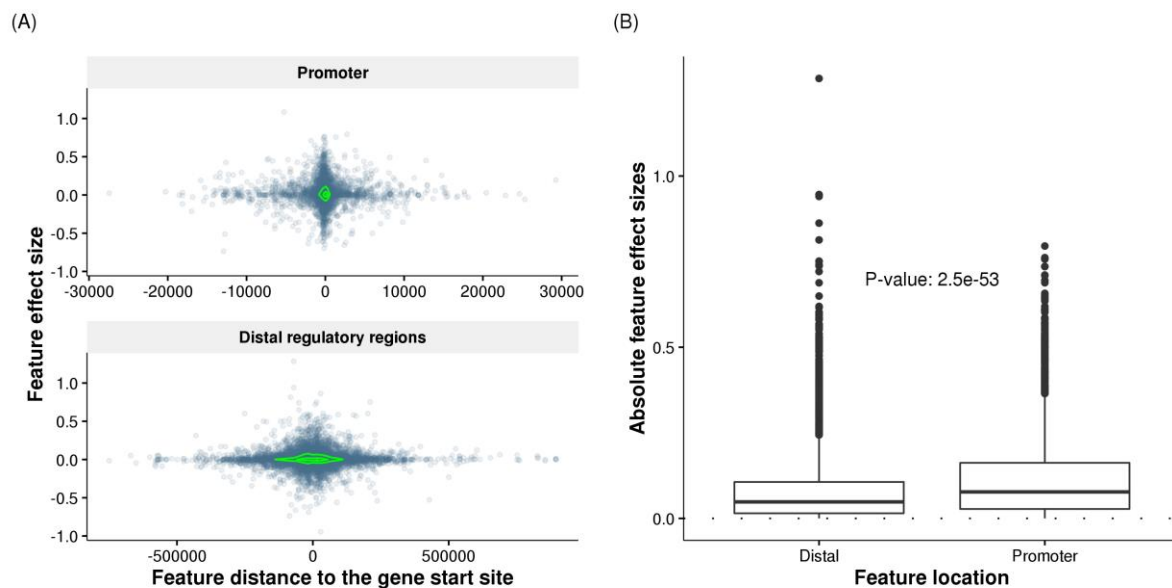 (A)
Promoter
1.0
0.5
0.0
-0.5
-1.0
-30000 -20000 -10000 0 10000 20000 30000
Distal regulatory regions
1.0
0.5
0.0
-0.5
-1.0
-500000 0 500000
Feature effect size
Feature distance to the gene start site
(B)
Absolute feature effect sizes
1.0
0.5
0.0
P-value: 2.5e-53
Distal Promoter
Feature location